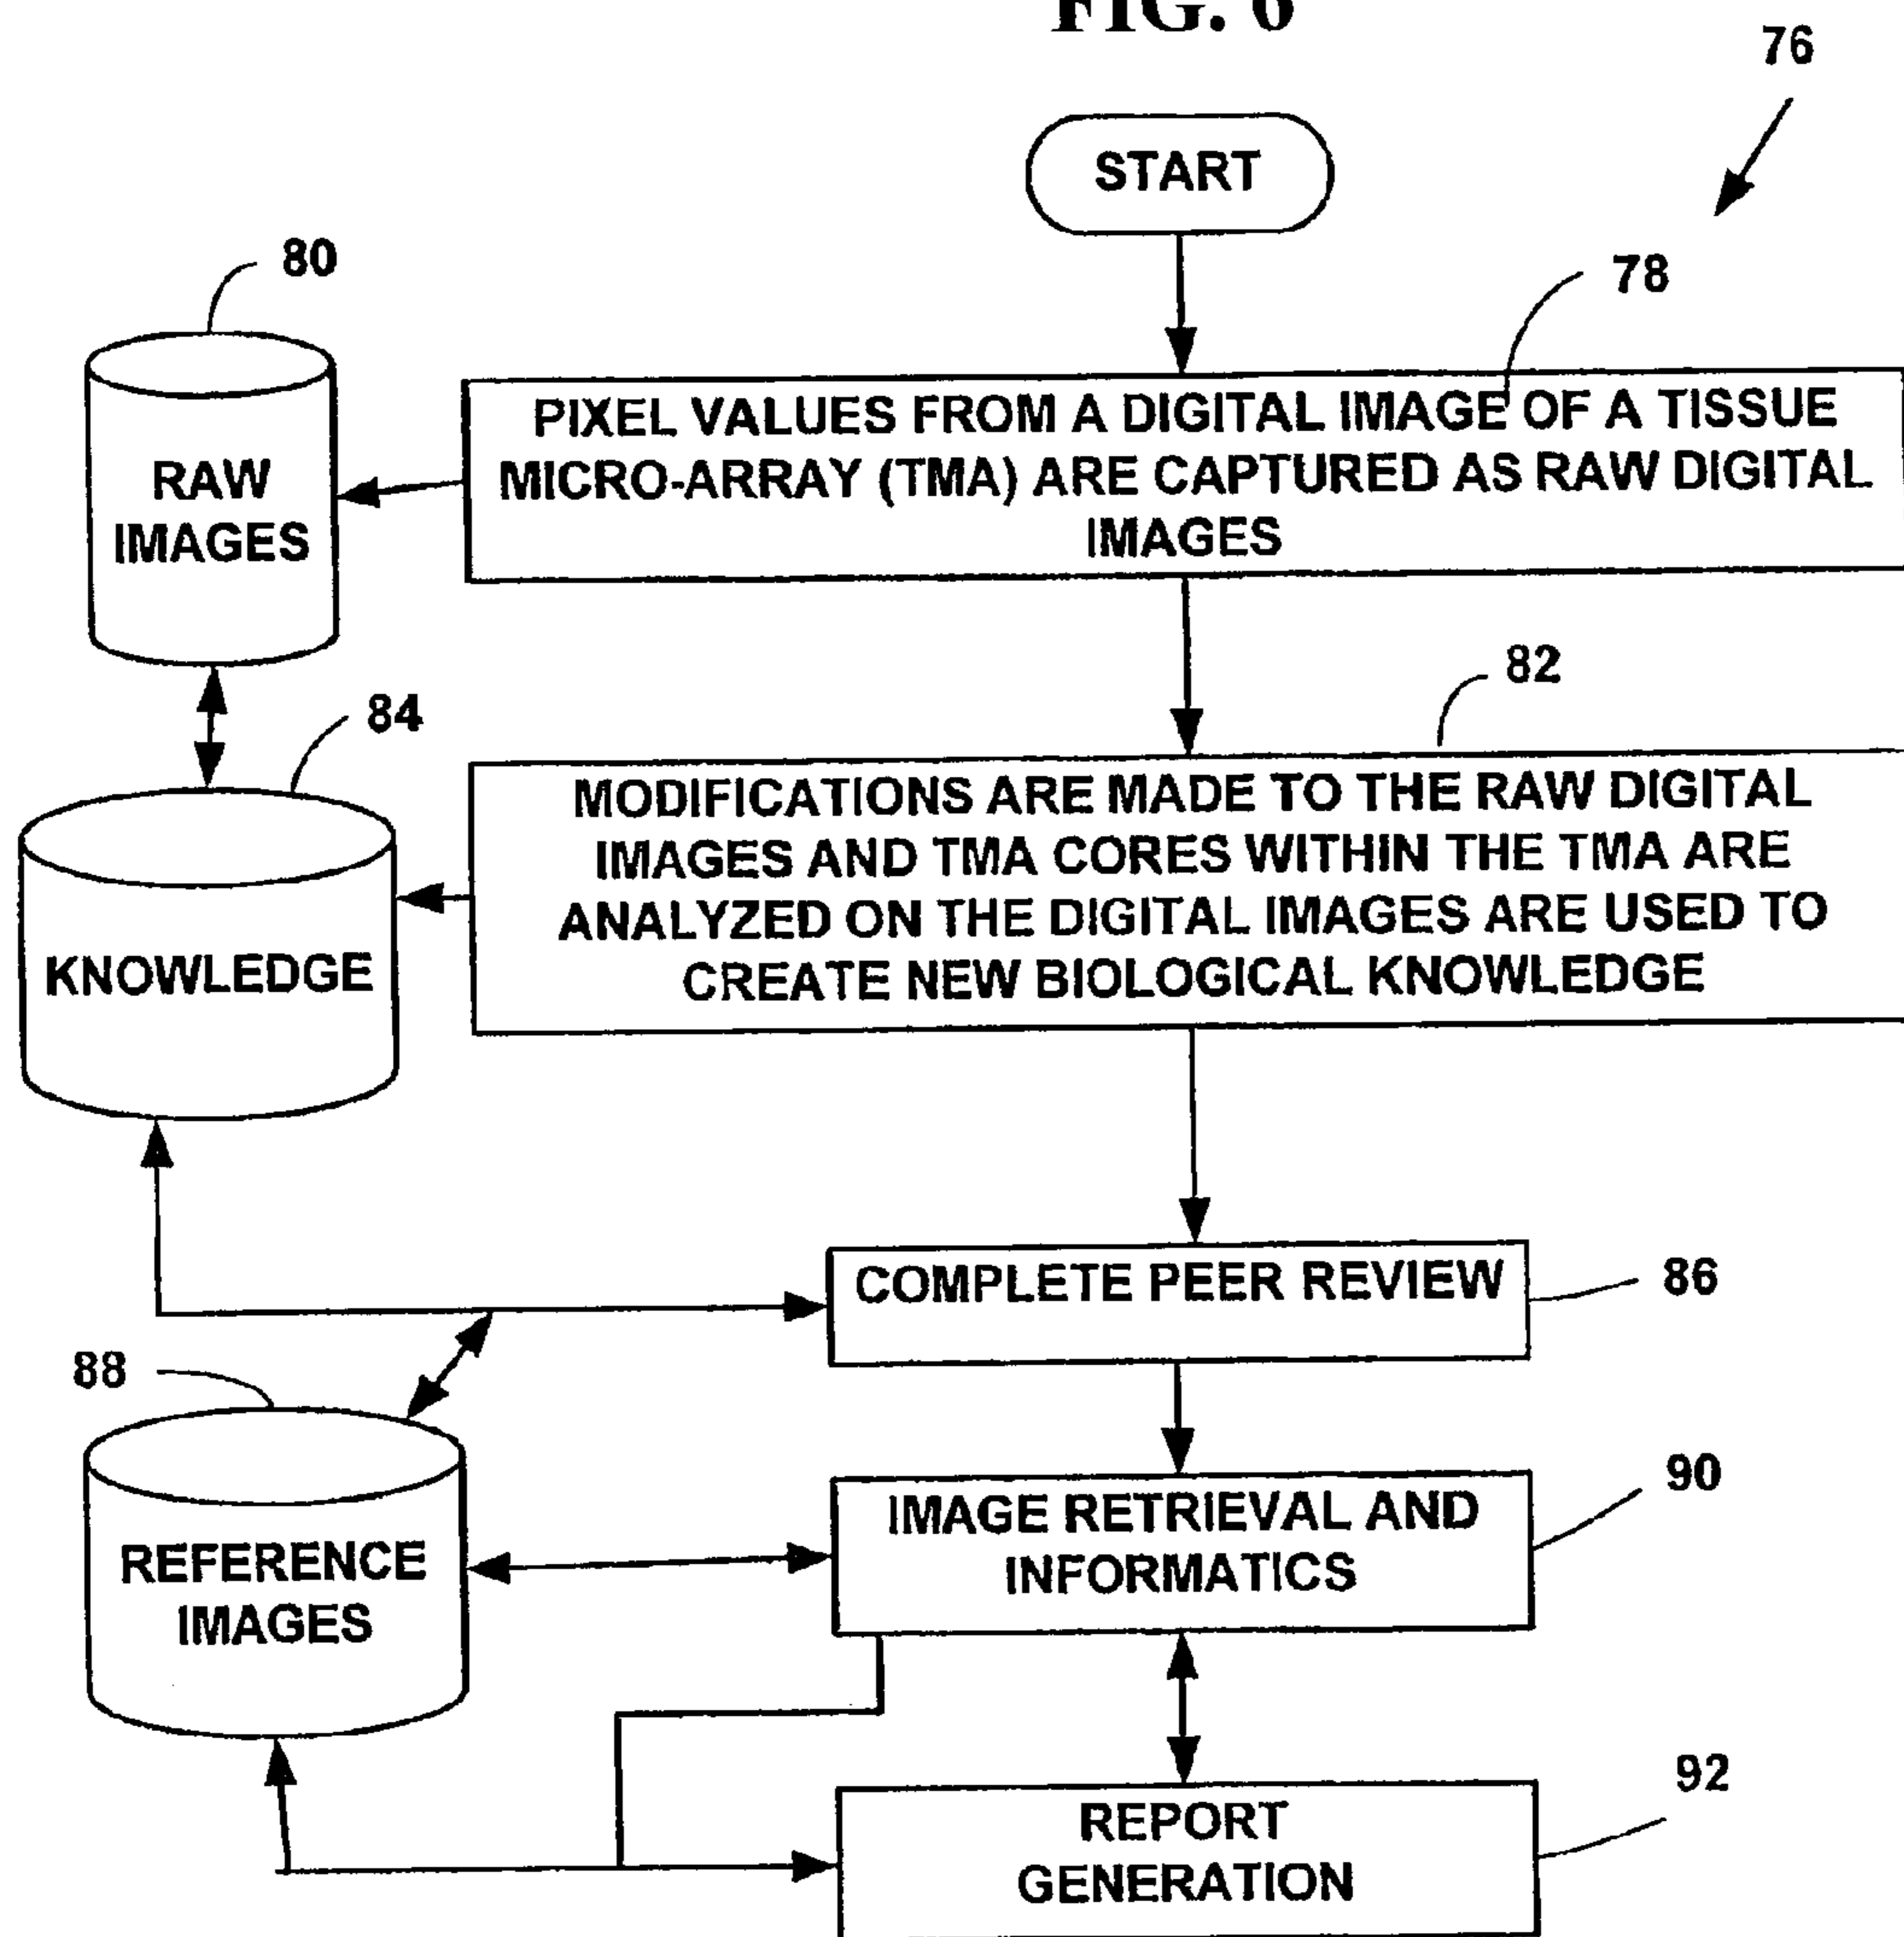 FIG. 6
76
START
80
78
PIXEL VALUES FROM A DIGITAL IMAGE OF A TISSUE
MICRO-ARRAY (TMA) ARE CAPTURED AS RAW DIGITAL
IMAGES
RAW
IMAGES
82
84
MODIFICATIONS ARE MADE TO THE RAW DIGITAL
IMAGES AND TMA CORES WITHIN THE TMA ARE
ANALYZED ON THE DIGITAL IMAGES ARE USED TO
CREATE NEW BIOLOGICAL KNOWLEDGE
KNOWLEDGE
COMPLETE PEER REVIEW
86
88
90
IMAGE RETRIEVAL AND
INFORMATICS
REFERENCE
IMAGES
92
REPORT
GENERATION